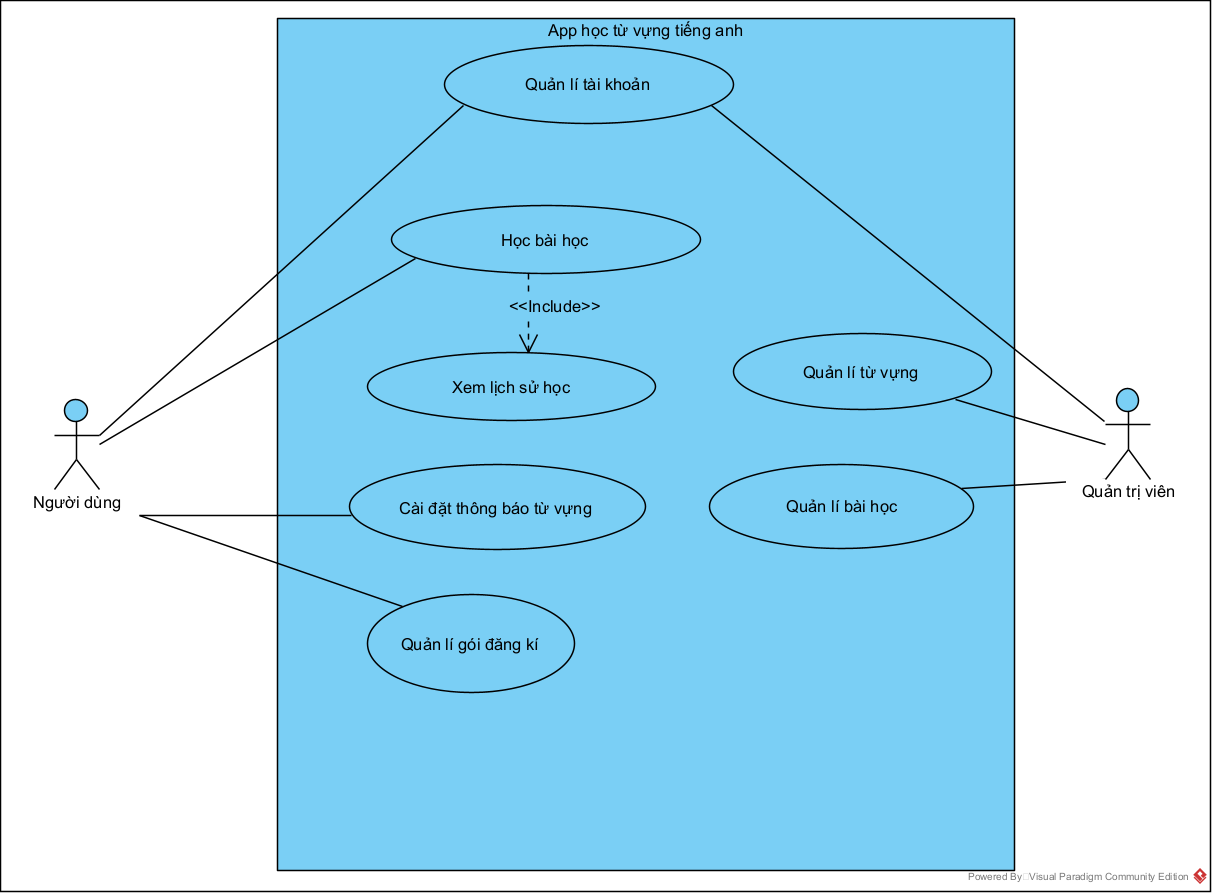 App học từ vựng tiếng anh
Quản lí tài khoản
Học bài học
<<Include>>
Xem lịch sử học
Quản lí từ vựng
Người dùng
Quản trị viên
Cài đặt thông báo từ vựng
Quản lí bài học
Quản lí gói đăng kí
Powered By Visual Paradigm Community Edition